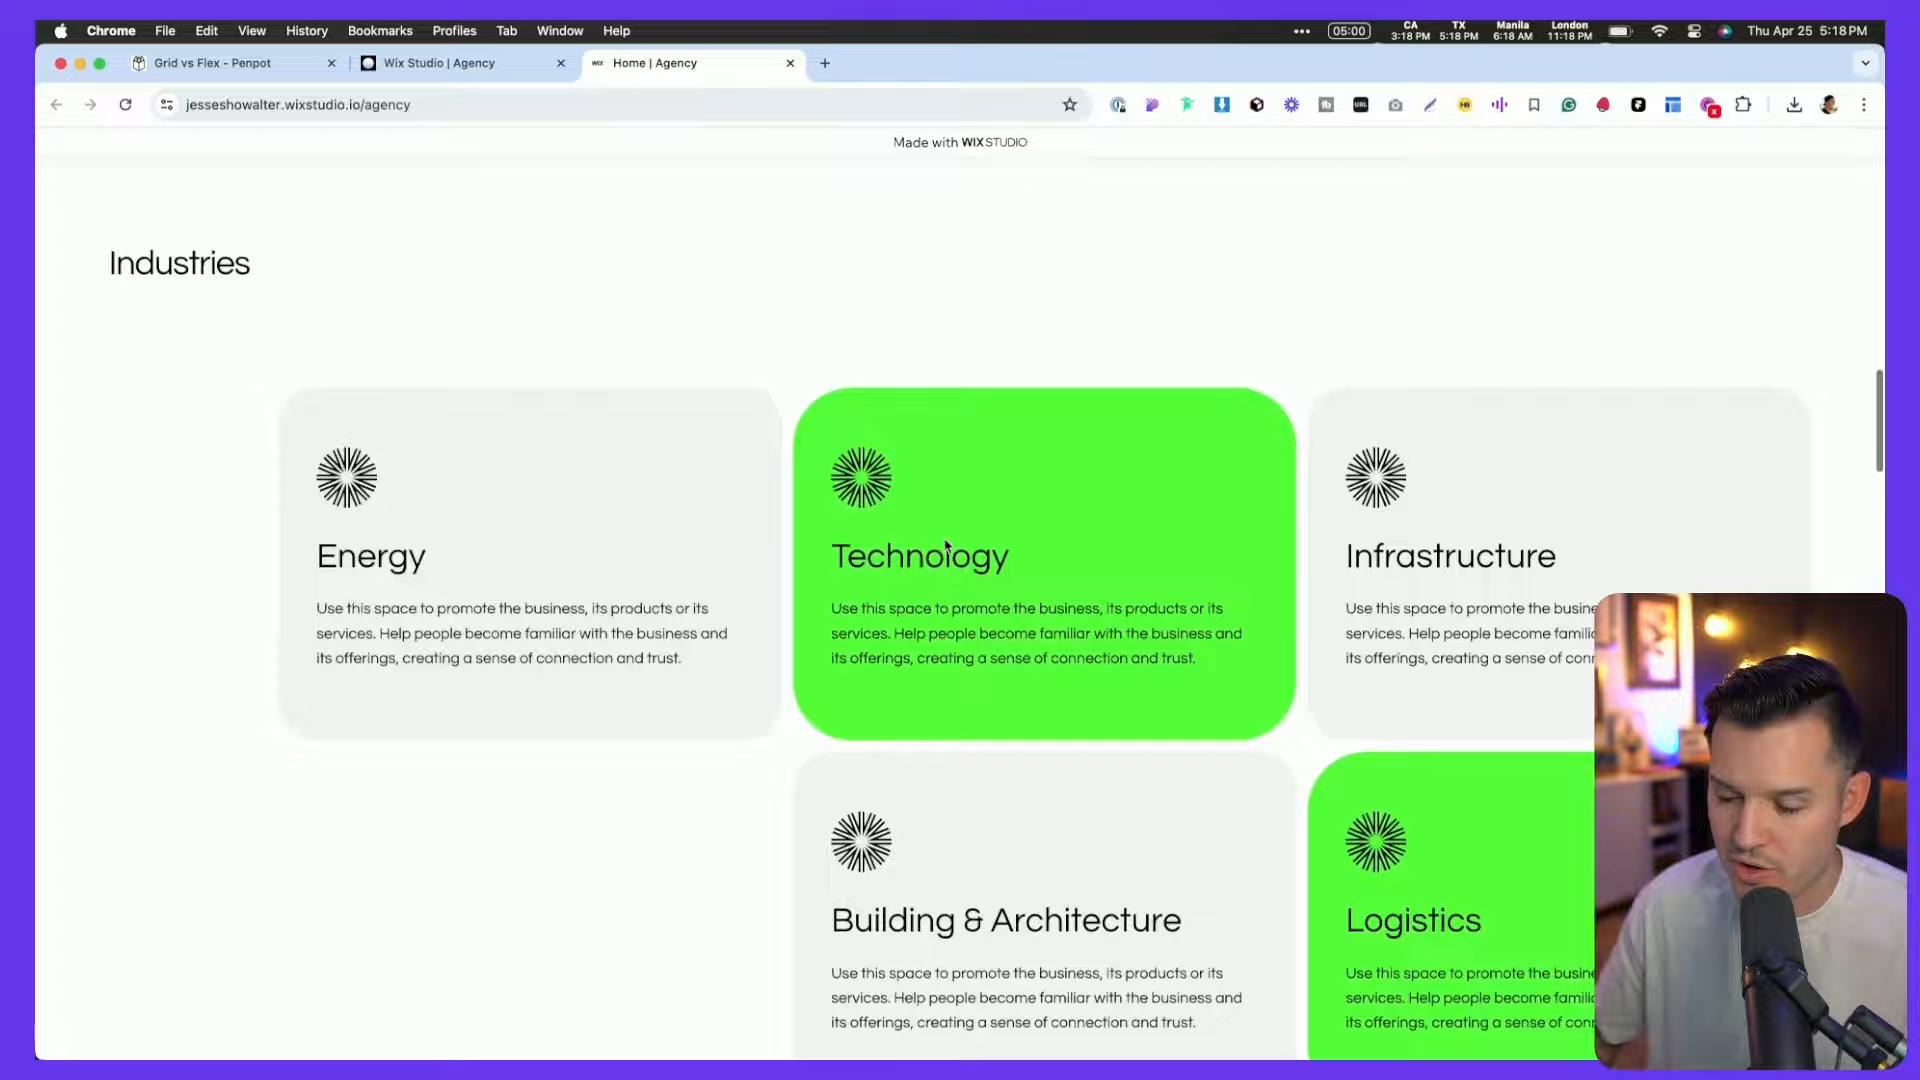 Chrome File Edit View History Bookmarks Profiles Tab Window Help
05:00
CA
3:18 PM
TX
5:18 PM
Manila
6:18 AM
London
11:18 PM
Thu Apr 25 5:18 PM
Grid vs Flex - Penpot
Wix Studio | Agency
WIX
Home | Agency
jesseshowalter.wixstudio.io/agency
Made with WIX STUDIO
Industries
Energy
Use this space to promote the business, its products or its
services. Help people become familiar with the business and
its offerings, creating a sense of connection and trust.
Technology
Use this space to promote the business, its products or its
services. Help people become familiar with the business and
its offerings, creating a sense of connection and trust.
Infrastructure
Use this space to promote the busine
services. Help people become famili
its offerings, creating a sense of con
Building & Architecture
Use this space to promote the business, its products or its
services. Help people become familiar with the business and
its offerings, creating a sense of connection and trust.
Logistics
Use this space to promote the busine
services. Help people become famili
its offerings, creating a sense of con